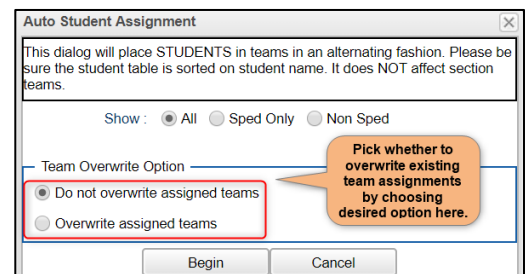 Auto Student Assignment
This dialog will place STUDENTS in teams in an alternating fashion. Please be
sure the student table is sorted on student name. It does NOT affect section
teams.
Show : All Sped Only Non Sped
Team Overwrite Option
Do not overwrite assigned teams
Overwrite assigned teams
Pick whether to
overwrite existing
team assignments
by choosing
desired option here.
Begin Cancel